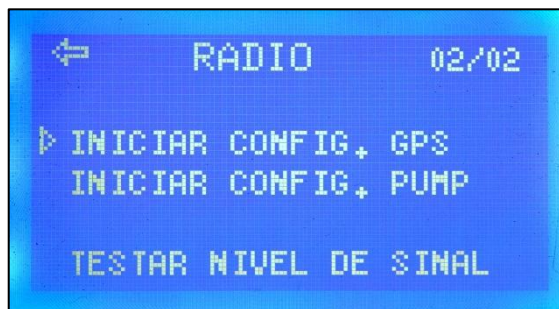 RADIO 02/02
INICIAR CONFIG. GPS
INICIAR CONFIG. PUMP
TESTAR NIVEL DE SINAL